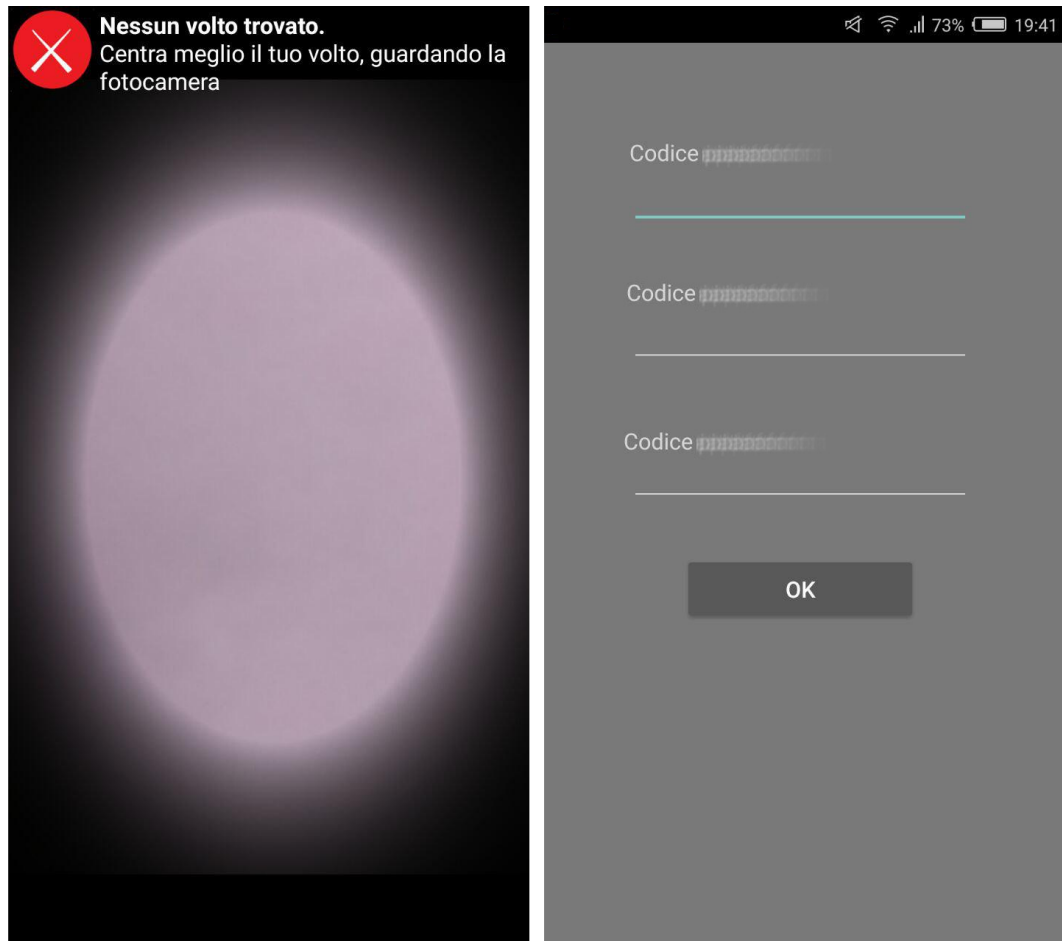 Nessun volto trovato.
Centra meglio il tuo volto, guardando la
fotocamera
73% 19:41
Codice
Codice
Codice
OK